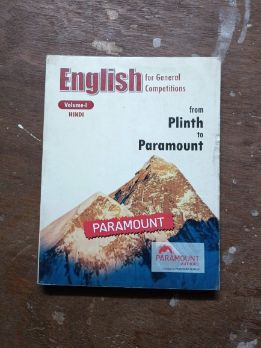 English for General
Competitions
Volume-I
HINDI
from
Plinth
to
Paramount
PARAMOUNT
PARAMOUNT